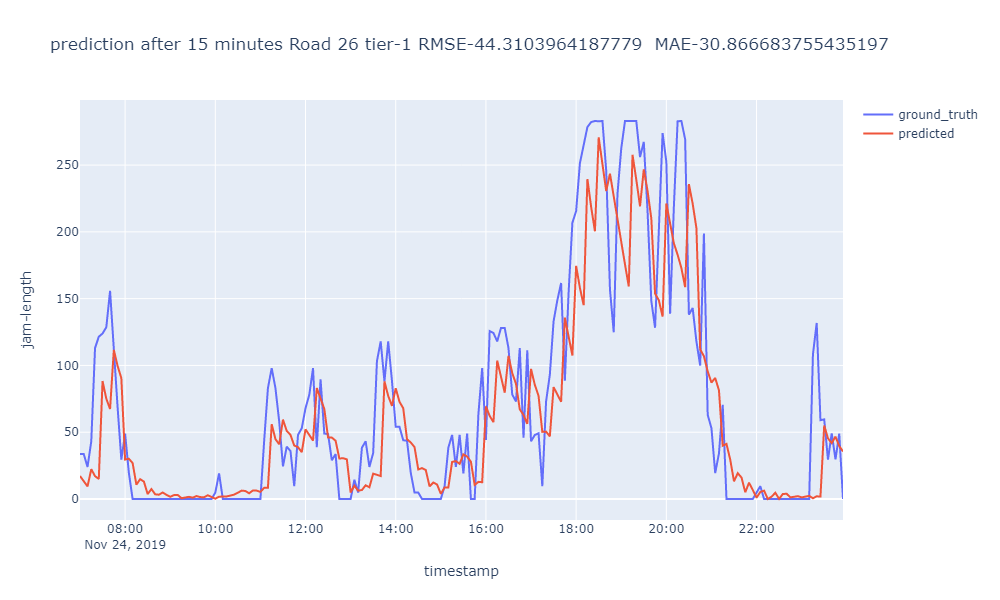 prediction after 15 minutes Road 26 tier-1 RMSE-44.3103964187779  MAE-30.866683755435197
ground_truth
predicted
250
200
150
100
50
0
jam-length
08:00 10:00 12:00 14:00 16:00 18:00 20:00 22:00
Nov 24, 2019
timestamp